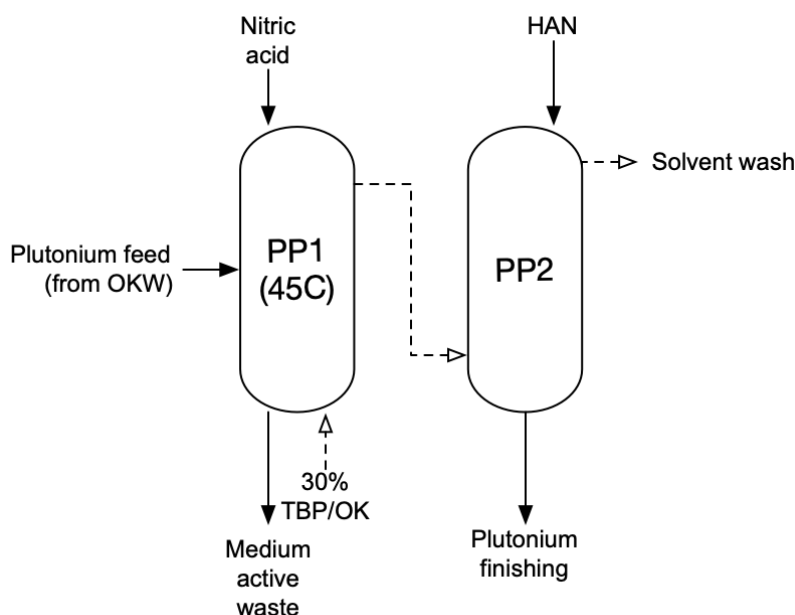 Nitric
acid
HAN
Solvent wash
Plutonium feed
(from OKW)
PP1
(45C)
PP2
30%
TBP/OK
Medium
active
waste
Plutonium
finishing